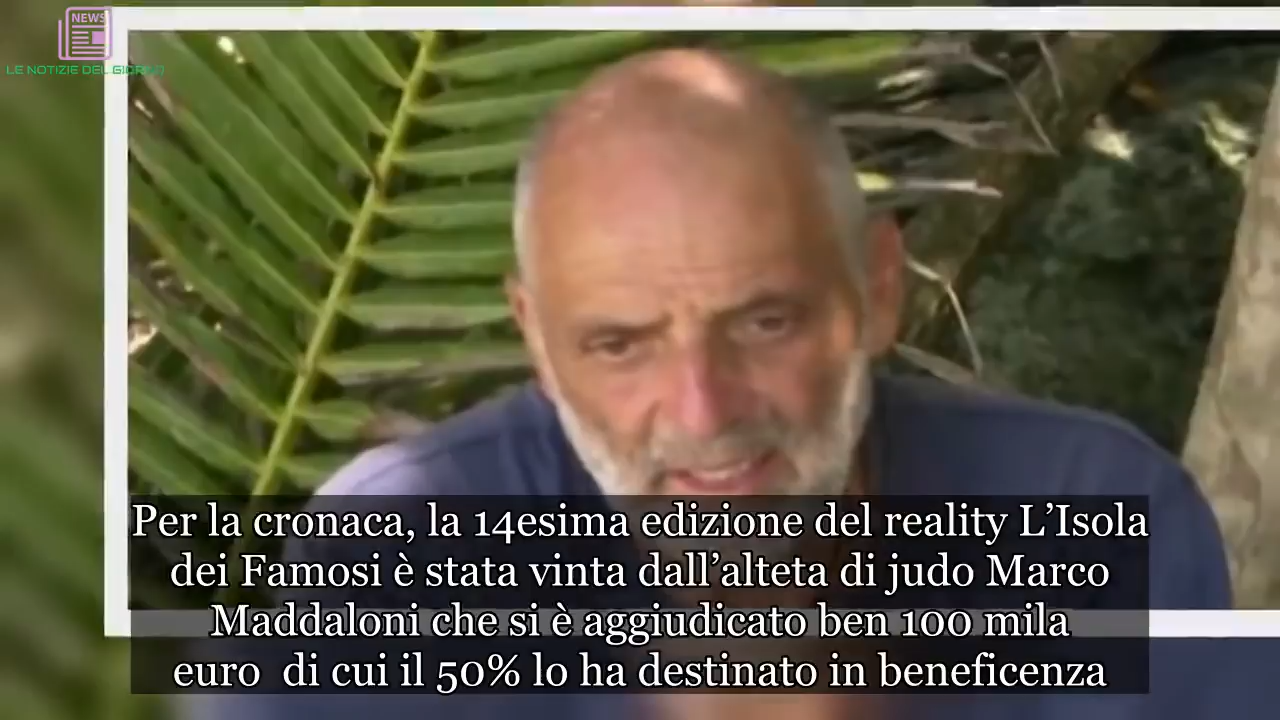 NEWS
LE NOTIZIE DEL GIORNO
Per la cronaca, la 14esima edizione del reality L’Isola
dei Famosi è stata vinta dall’alteta di judo Marco
Maddaloni che si è aggiudicato ben 100 mila
euro di cui il 50% lo ha destinato in beneficenza